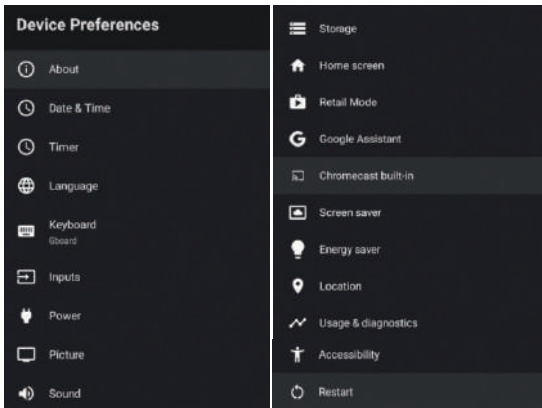 Device Preferences
About
Date & Time
Timer
Language
Keyboard
Gboard
Inputs
Power
Picture
Sound
Storage
Home screen
Retail Mode
Google Assistant
Chromecast built-in
Screen saver
Energy saver
Location
Usage & diagnostics
Accessibility
Restart